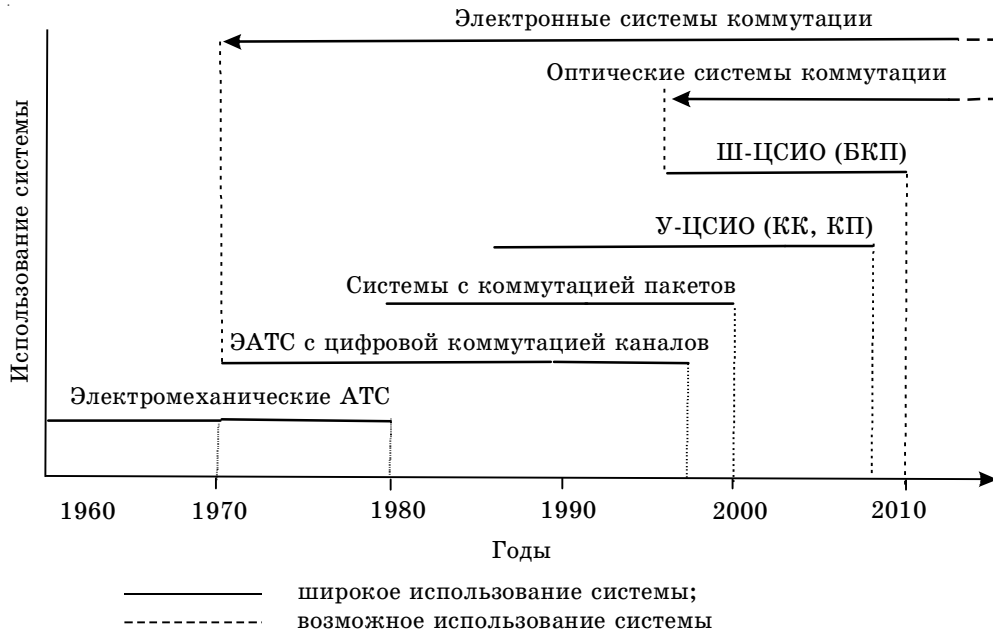 Электронные системы коммутации
Оптические системы коммутации
Ш-ЦСИО (БКП)
У-ЦСИО (КК, КП)
Системы с коммутацией пакетов
ЭАТС с цифровой коммутацией каналов
Электромеханические АТС
Использование системы
1960 1970 1980 1990 2000 2010
Годы
широкое использование системы;
возможное использование системы